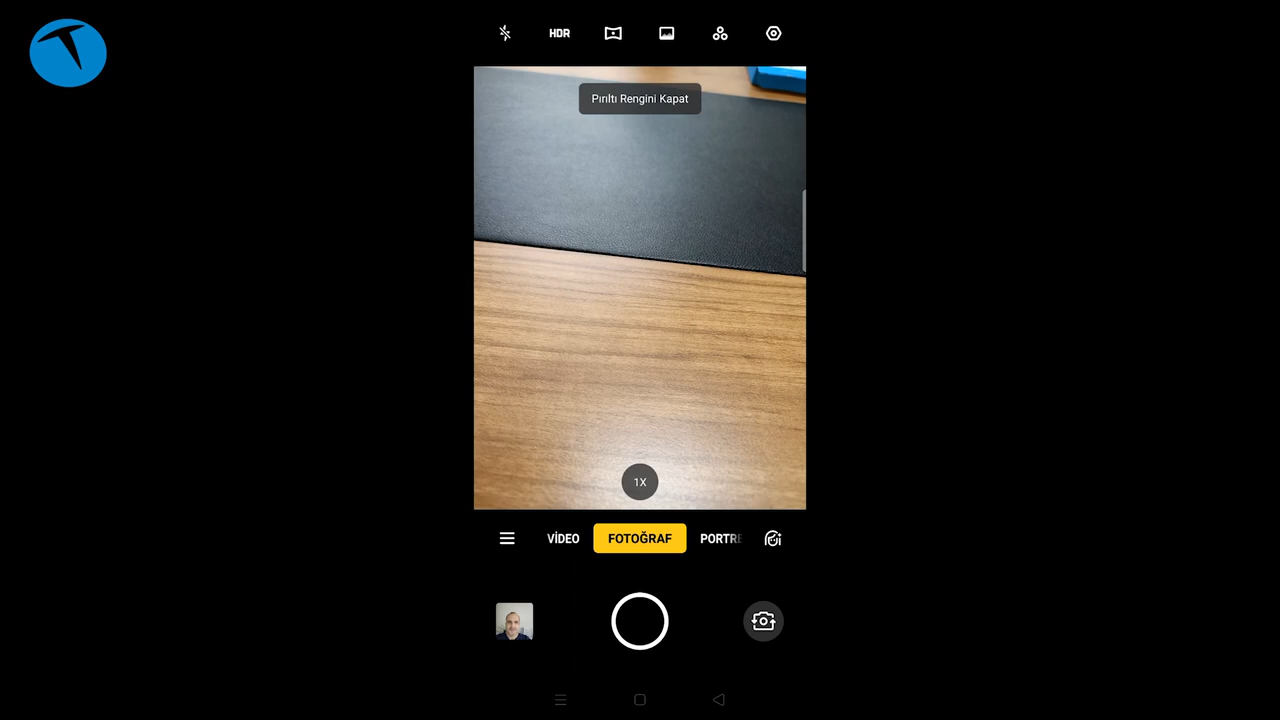 HDR
Pırıltı Rengini Kapat
1X
VİDEO
FOTOĞRAF
PORTRE